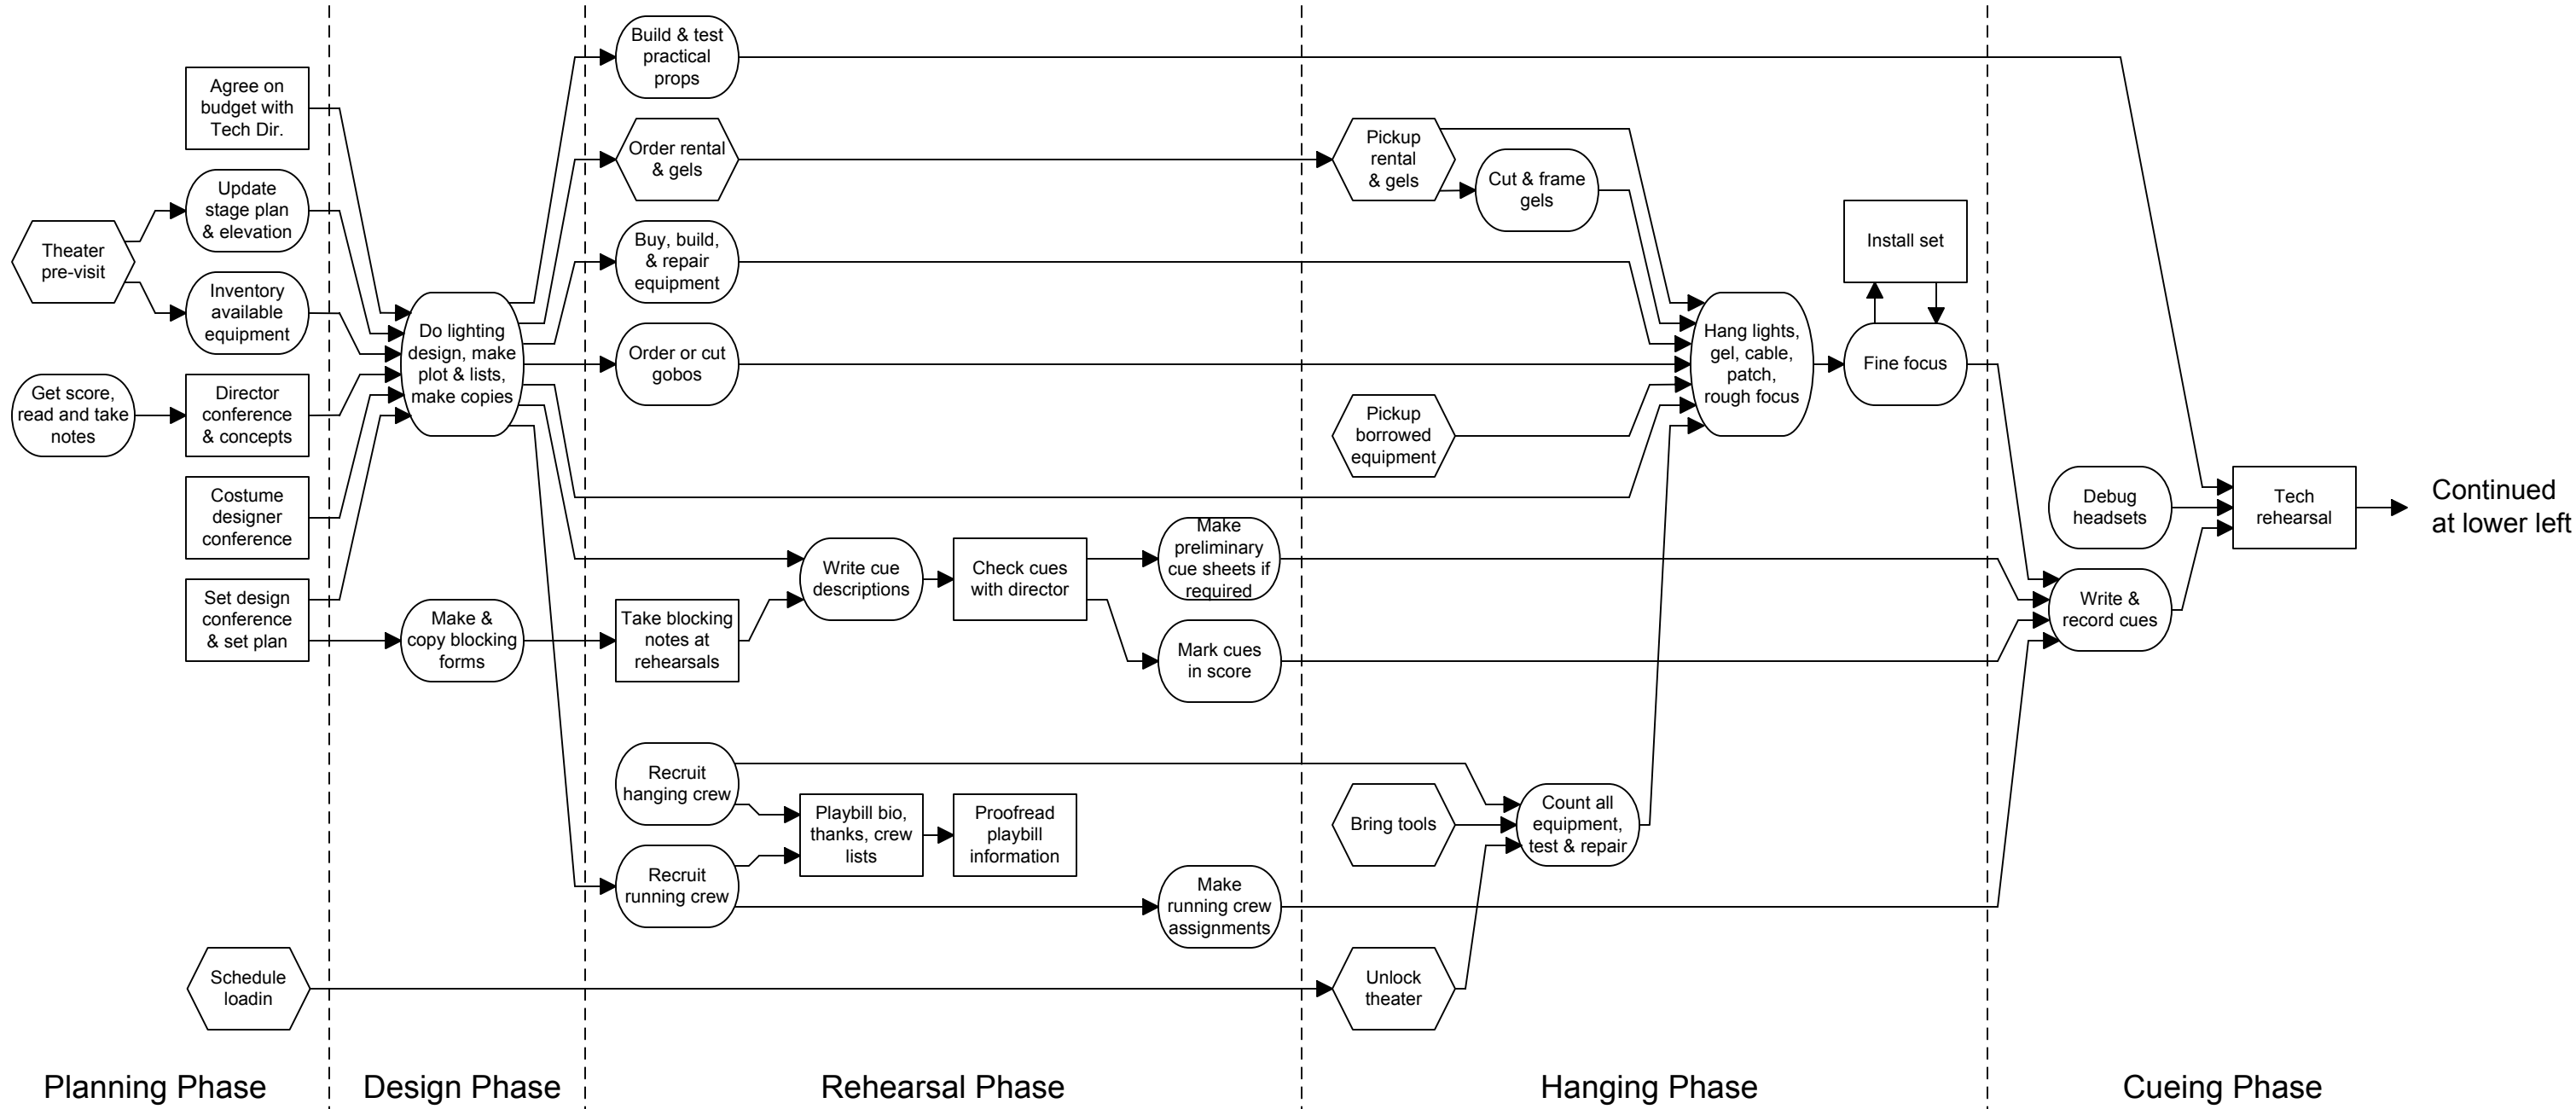 Build & test
practical
props
Agree on
budget with
Tech Dir.
Order rental
& gels
Pickup
rental
& gels
Cut & frame
gels
Update
stage plan
& elevation
Theater
pre-visit
Buy, build,
& repair
equipment
Install set
Inventory
available
equipment
Do lighting
design, make
plot & lists,
make copies
Order or cut
gobos
Hang lights,
gel, cable,
patch,
rough focus
Fine focus
Get score,
read and take
notes
Director
conference
& concepts
Pickup
borrowed
equipment
Costume
designer
conference
Debug
headsets
Tech
rehearsal
Continued
at lower left
Set design
conference
& set plan
Make &
copy blocking
forms
Take blocking
notes at
rehearsals
Write cue
descriptions
Check cues
with director
Make
preliminary
cue sheets if
required
Write &
record cues
Mark cues
in score
Recruit
hanging crew
Playbill bio,
thanks, crew
lists
Proofread
playbill
information
Bring tools
Count all
equipment,
test & repair
Recruit
running crew
Make
running crew
assignments
Schedule
loadin
Unlock
theater
Planning Phase
Design Phase
Rehearsal Phase
Hanging Phase
Cueing Phase